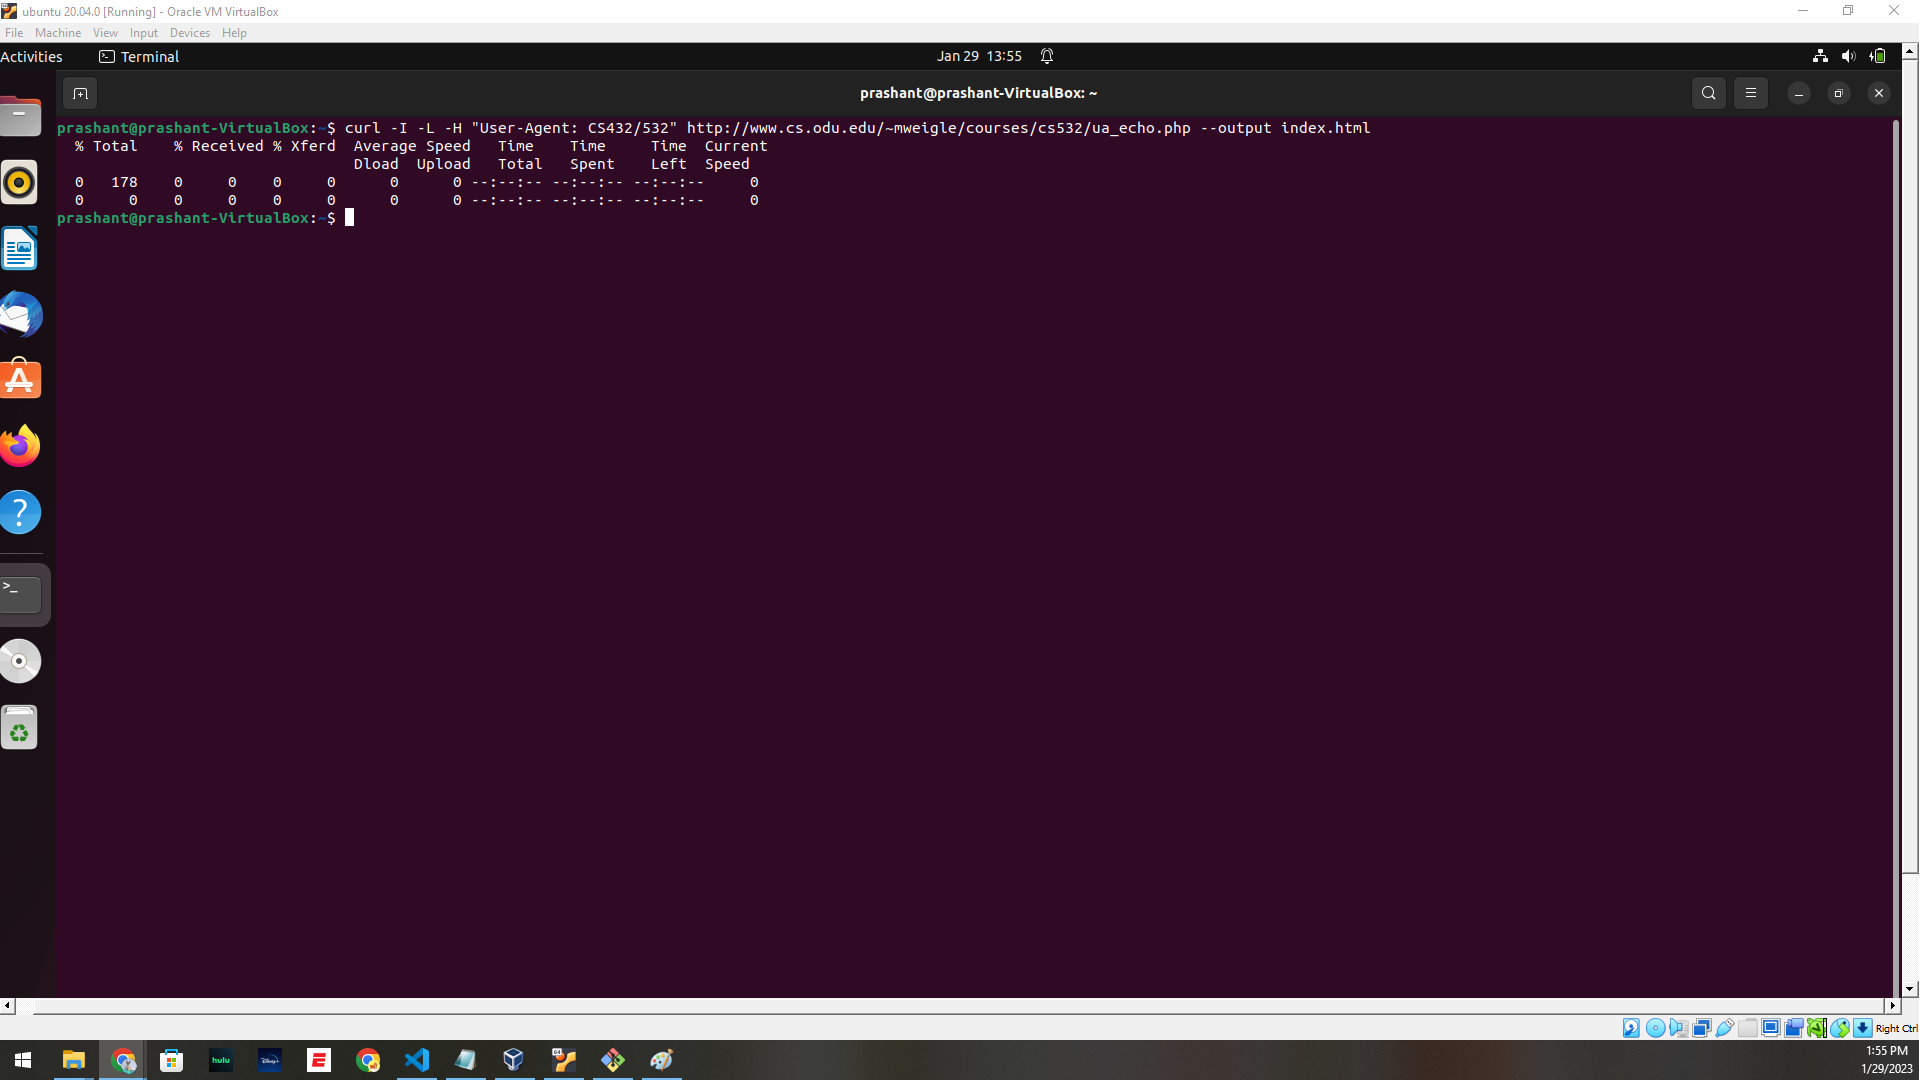 ubuntu 20.04.0 [Running] - Oracle VM VirtualBox
File Machine View Input Devices Help
Activities Terminal Jan 29 13:55
prashant@prashant-VirtualBox: ~
prashant@prashant-VirtualBox:~$ curl -I -L -H "User-Agent: CS432/532" http://www.cs.odu.edu/~mweigle/courses/cs532/ua_echo.php --output index.html
% Total % Received % Xferd Average Speed Time Time Time Current
Dload Upload Total Spent Left Speed
0 178 0 0 0 0 0 0 --:--:-- --:--:-- --:--:-- 0
0 0 0 0 0 0 0 0 --:--:-- --:--:-- --:--:-- 0
prashant@prashant-VirtualBox:~$
Right Ctrl
hulu
Disney+
E
64
1:55 PM
1/29/2023